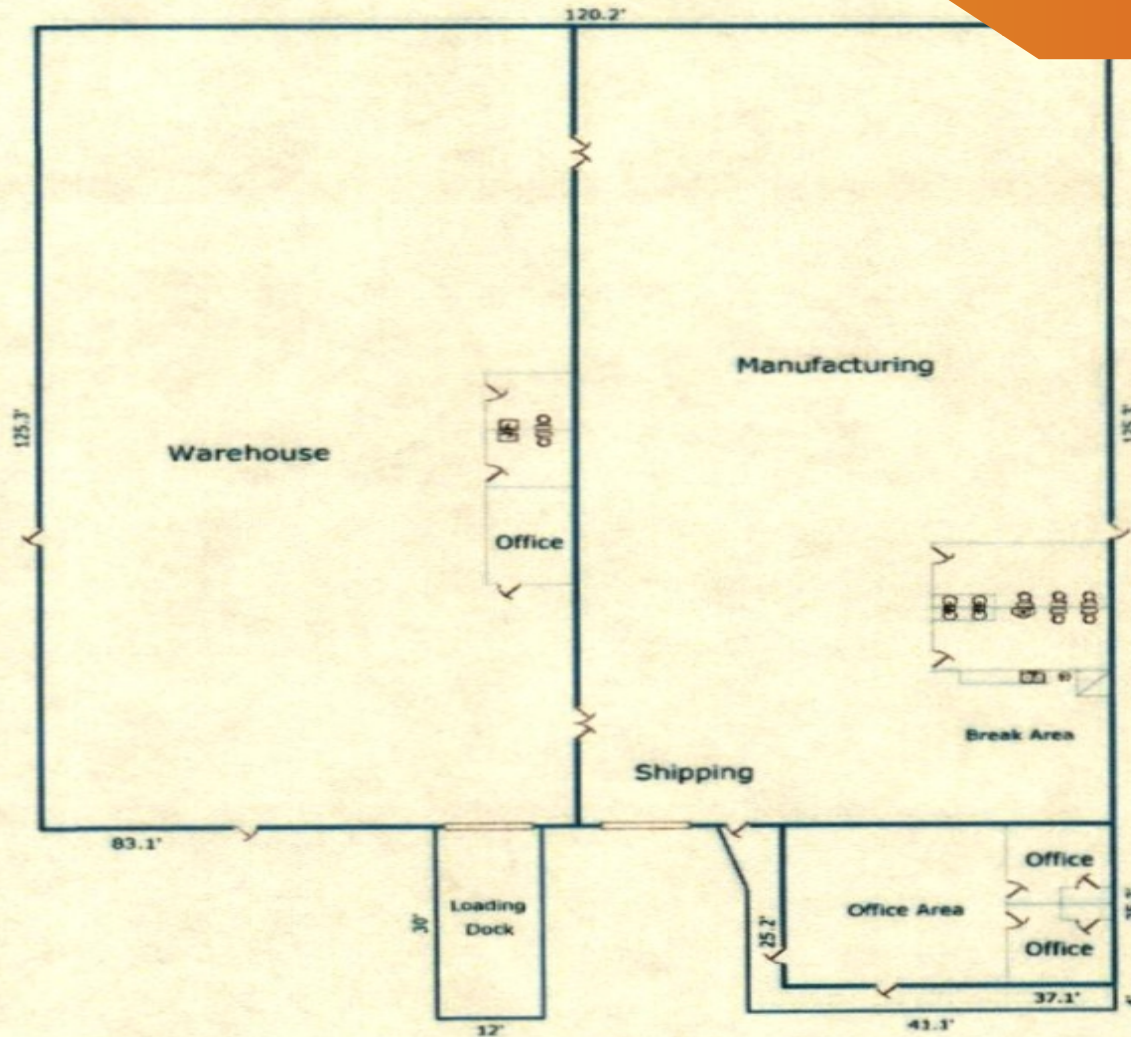 120.2'
Manufacturing
125.3'
Warehouse
Office
Break Area
Shipping
83.1'
Office
Loading
Dock
30'
25.2'
Office Area
Office
37.1'
41.1'
12'